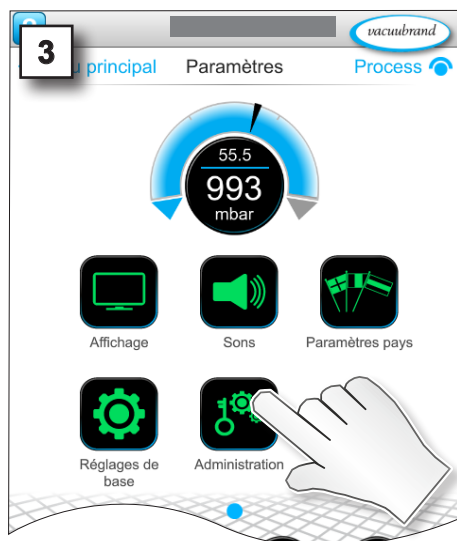 vacuubrand
3
principal
Paramètres
Process
55.5
993
mbar
Affichage
Sons
Paramètres pays
Réglages de
base
Administration